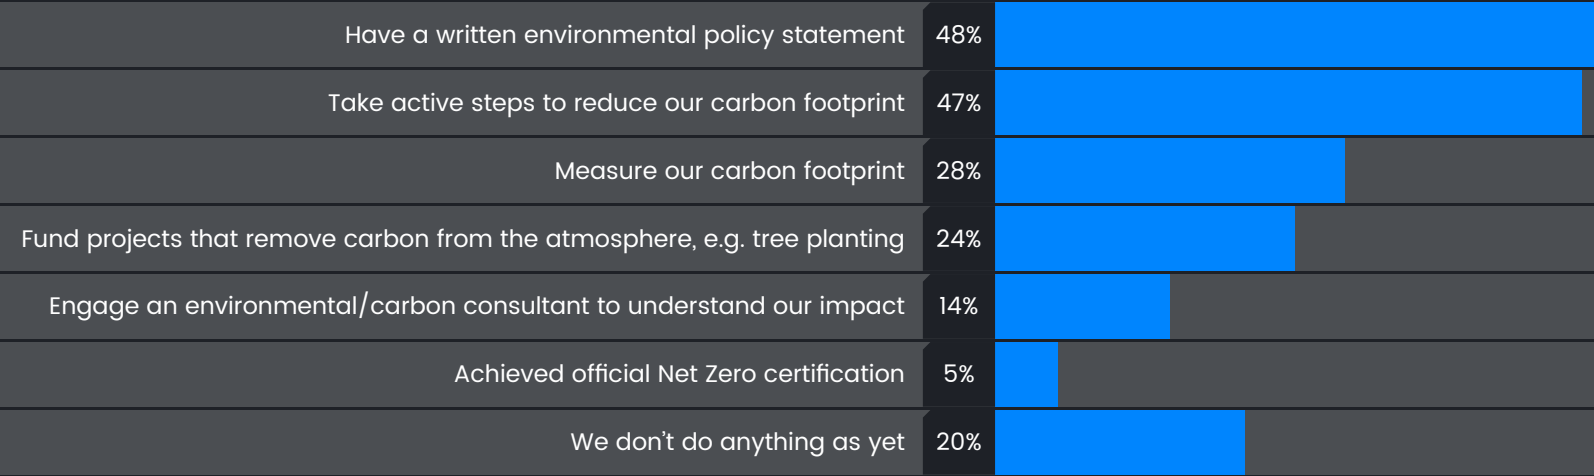 Have a written environmental policy statement 48%
Take active steps to reduce our carbon footprint 47%
Measure our carbon footprint 28%
Fund projects that remove carbon from the atmosphere, e.g. tree planting 24%
Engage an environmental/carbon consultant to understand our impact 14%
Achieved official Net Zero certification 5%
We don’t do anything as yet 20%